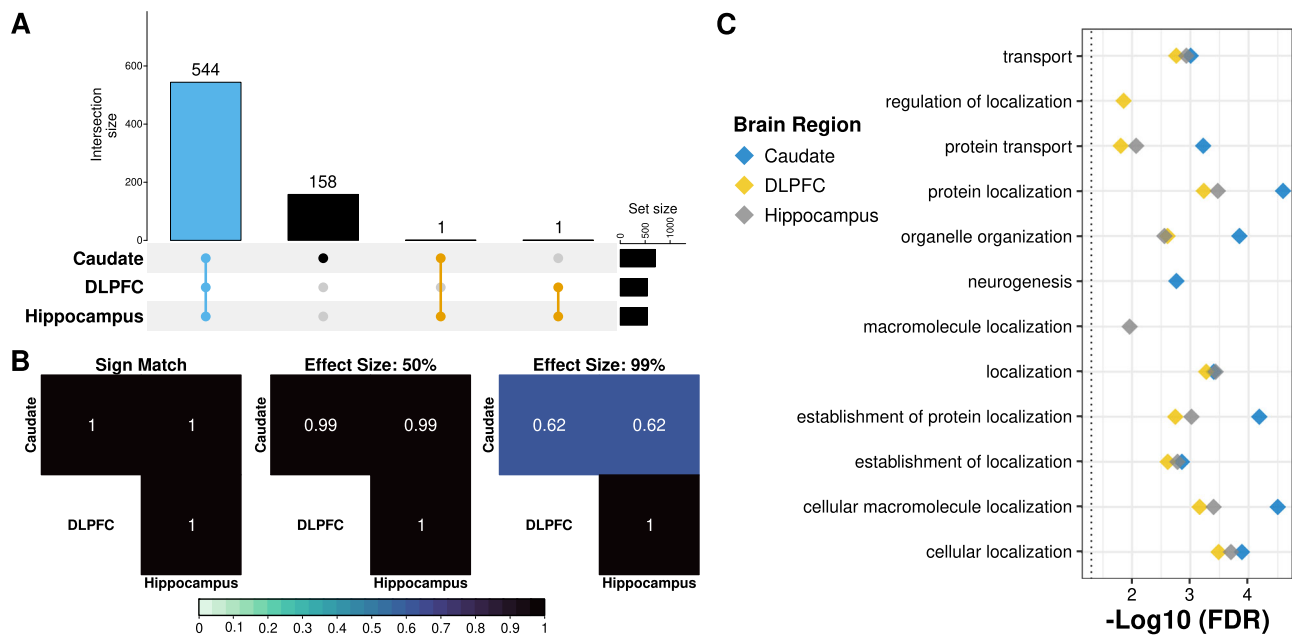 A
Intersection
size
600
400
200
0
544
158
1
1
Set size
0
500
1000
Caudate
DLPFC
Hippocampus
B
Sign Match
Caudate
1
1
DLPFC
1
Hippocampus
Effect Size: 50%
Caudate
0.99
0.99
DLPFC
1
Hippocampus
Effect Size: 99%
Caudate
0.62
0.62
DLPFC
1
Hippocampus
0 0.1 0.2 0.3 0.4 0.5 0.6 0.7 0.8 0.9 1
C
Brain Region
Caudate
DLPFC
Hippocampus
transport
regulation of localization
protein transport
protein localization
organelle organization
neurogenesis
macromolecule localization
localization
establishment of protein localization
establishment of localization
cellular macromolecule localization
cellular localization
2 3 4
-Log10 (FDR)